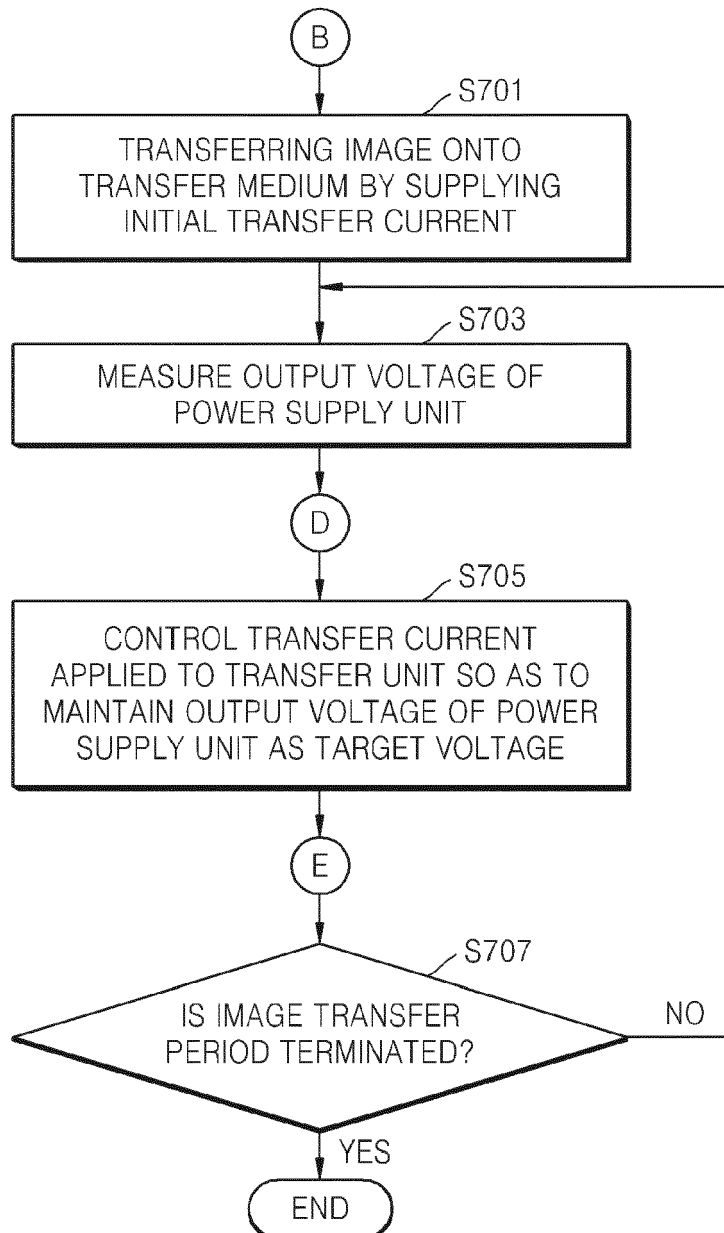 B
S701
TRANSFERRING IMAGE ONTO
TRANSFER MEDIUM BY SUPPLYING
INITIAL TRANSFER CURRENT
S703
MEASURE OUTPUT VOLTAGE OF
POWER SUPPLY UNIT
D
S705
CONTROL TRANSFER CURRENT
APPLIED TO TRANSFER UNIT SO AS TO
MAINTAIN OUTPUT VOLTAGE OF POWER
SUPPLY UNIT AS TARGET VOLTAGE
E
S707
IS IMAGE TRANSFER
PERIOD TERMINATED?
NO
YES
END